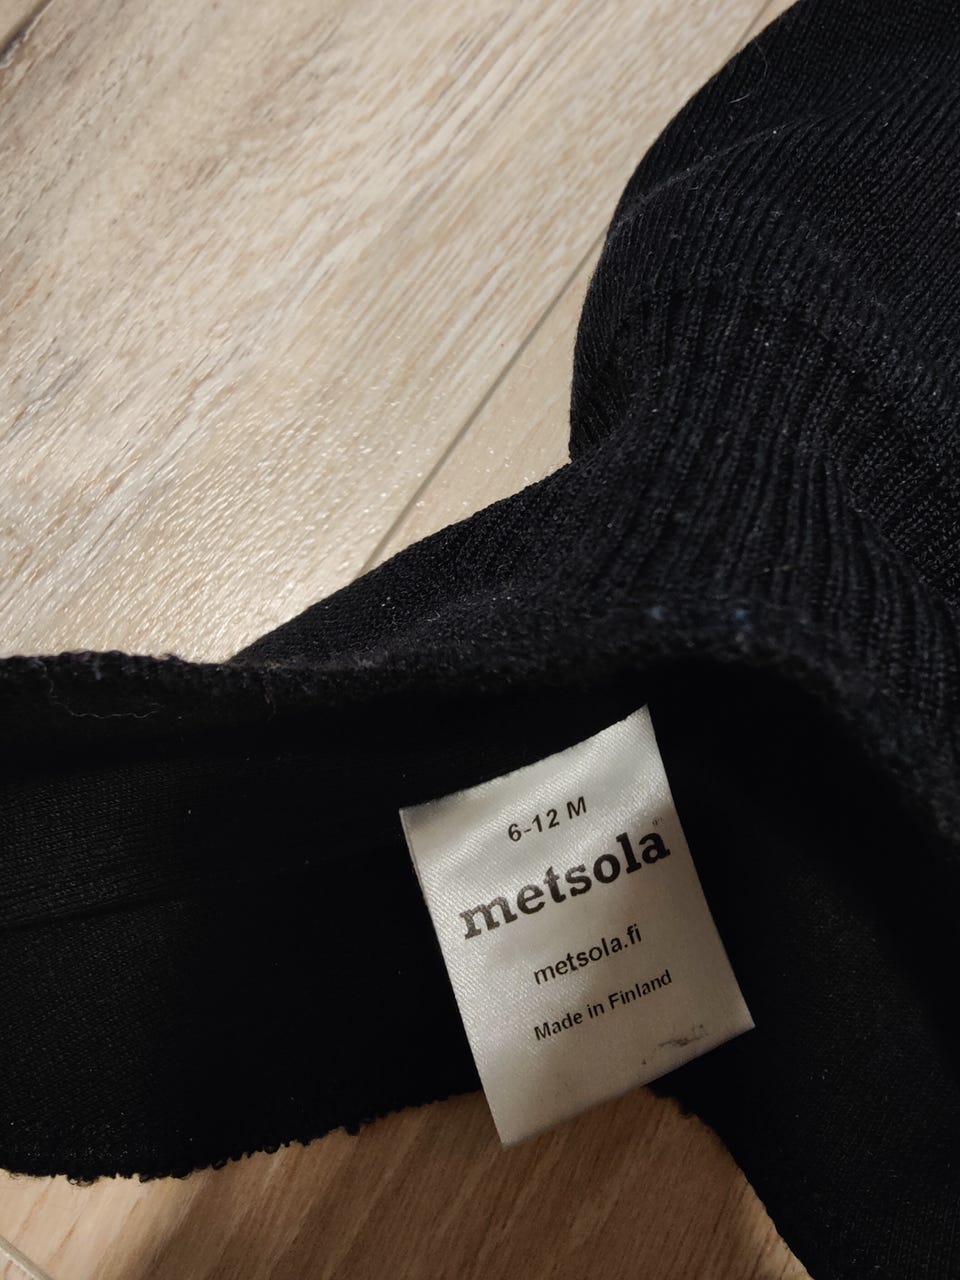 6-12 M
metsola®
metsola.fi
Made in Finland